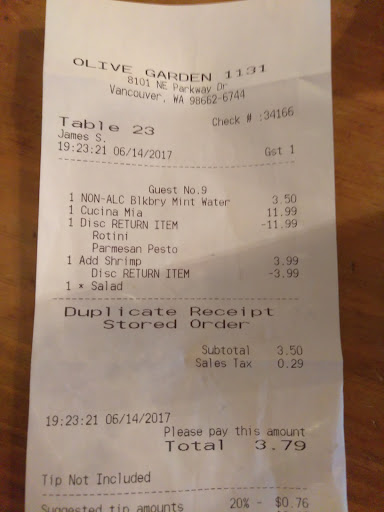 OLIVE GARDEN 1131
8101 NE Parkway Dr
Vancouver, WA 98662-6744
Check # :34166
Table 23
James S.
19:23:21 06/14/2017 Gst 1
Guest No.9
1 NON-ALC Blkbry Mint Water 3.50
1 Cucina Mia 11.99
1 Disc RETURN ITEM -11.99
Rotini
Parmesan Pesto
1 Add Shrimp 3.99
Disc RETURN ITEM -3.99
1 * Salad
Duplicate Receipt
Stored Order
Subtotal 3.50
Sales Tax 0.29
19:23:21 06/14/2017
Please pay this amount
Total 3.79
Tip Not Included
Suggested tip amounts 20% - $0.76